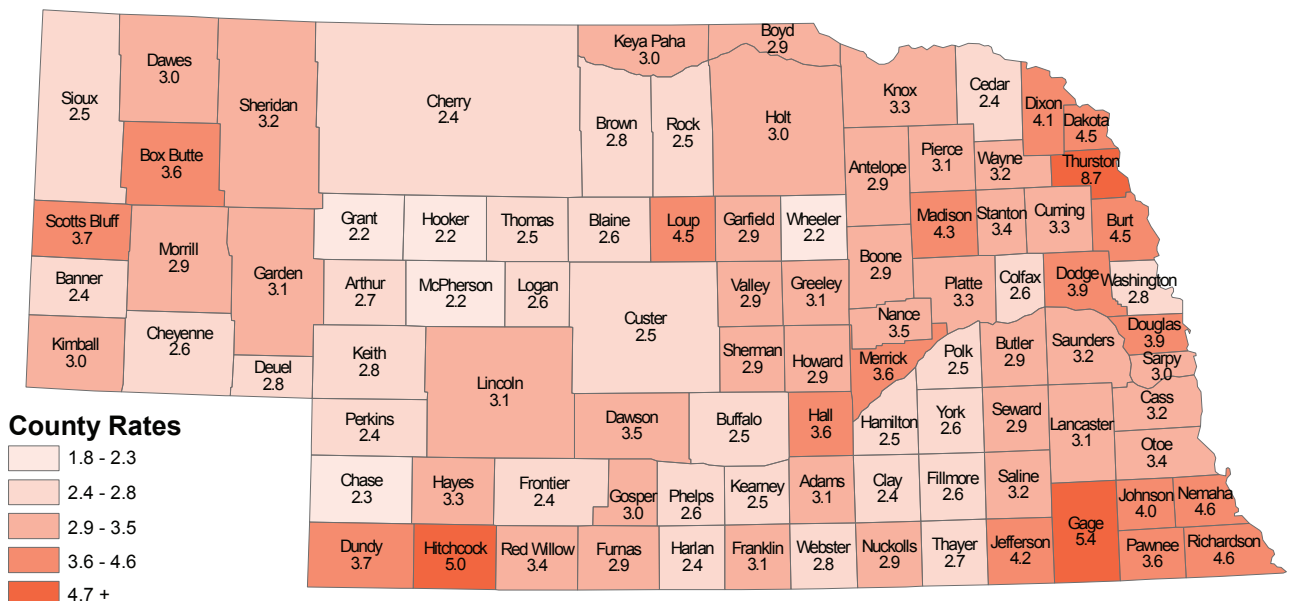 Keya Paha
3.0
Boyd
2.9
Dawes
3.0
Sioux
2.5
Sheridan
3.2
Cherry
2.4
Brown
2.8
Rock
2.5
Holt
3.0
Knox
3.3
Cedar
2.4
Dixon
4.1
Dakota
4.5
Box Butte
3.6
Antelope
2.9
Pierce
3.1
Wayne
3.2
Thurston
8.7
Scotts Bluff
3.7
Morrill
2.9
Garden
3.1
Grant
2.2
Hooker
2.2
Thomas
2.5
Blaine
2.6
Loup
4.5
Garfield
2.9
Wheeler
2.2
Madison
4.3
Stanton
3.4
Cuming
3.3
Burt
4.5
Banner
2.4
Arthur
2.7
McPherson
2.2
Logan
2.6
Custer
2.5
Valley
2.9
Greeley
3.1
Boone
2.9
Platte
3.3
Colfax
2.6
Dodge
3.9
Washington
2.8
Kimball
3.0
Cheyenne
2.6
Deuel
2.8
Keith
2.8
Lincoln
3.1
Sherman
2.9
Howard
2.9
Nance
3.5
Merrick
3.6
Polk
2.5
Butler
2.9
Saunders
3.2
Douglas
3.9
Sarpy
3.0
Perkins
2.4
Dawson
3.5
Buffalo
2.5
Hall
3.6
Hamilton
2.5
York
2.6
Seward
2.9
Lancaster
3.1
Cass
3.2
Otoe
3.4
Chase
2.3
Hayes
3.3
Frontier
2.4
Gosper
3.0
Phelps
2.6
Kearney
2.5
Adams
3.1
Clay
2.4
Fillmore
2.6
Saline
3.2
Gage
5.4
Johnson
4.0
Nemaha
4.6
Dundy
3.7
Hitchcock
5.0
Red Willow
3.4
Furnas
2.9
Harlan
2.4
Franklin
3.1
Webster
2.8
Nuckolls
2.9
Thayer
2.7
Jefferson
4.2
Pawnee
3.6
Richardson
4.6
County Rates
1.8 - 2.3
2.4 - 2.8
2.9 - 3.5
3.6 - 4.6
4.7 +